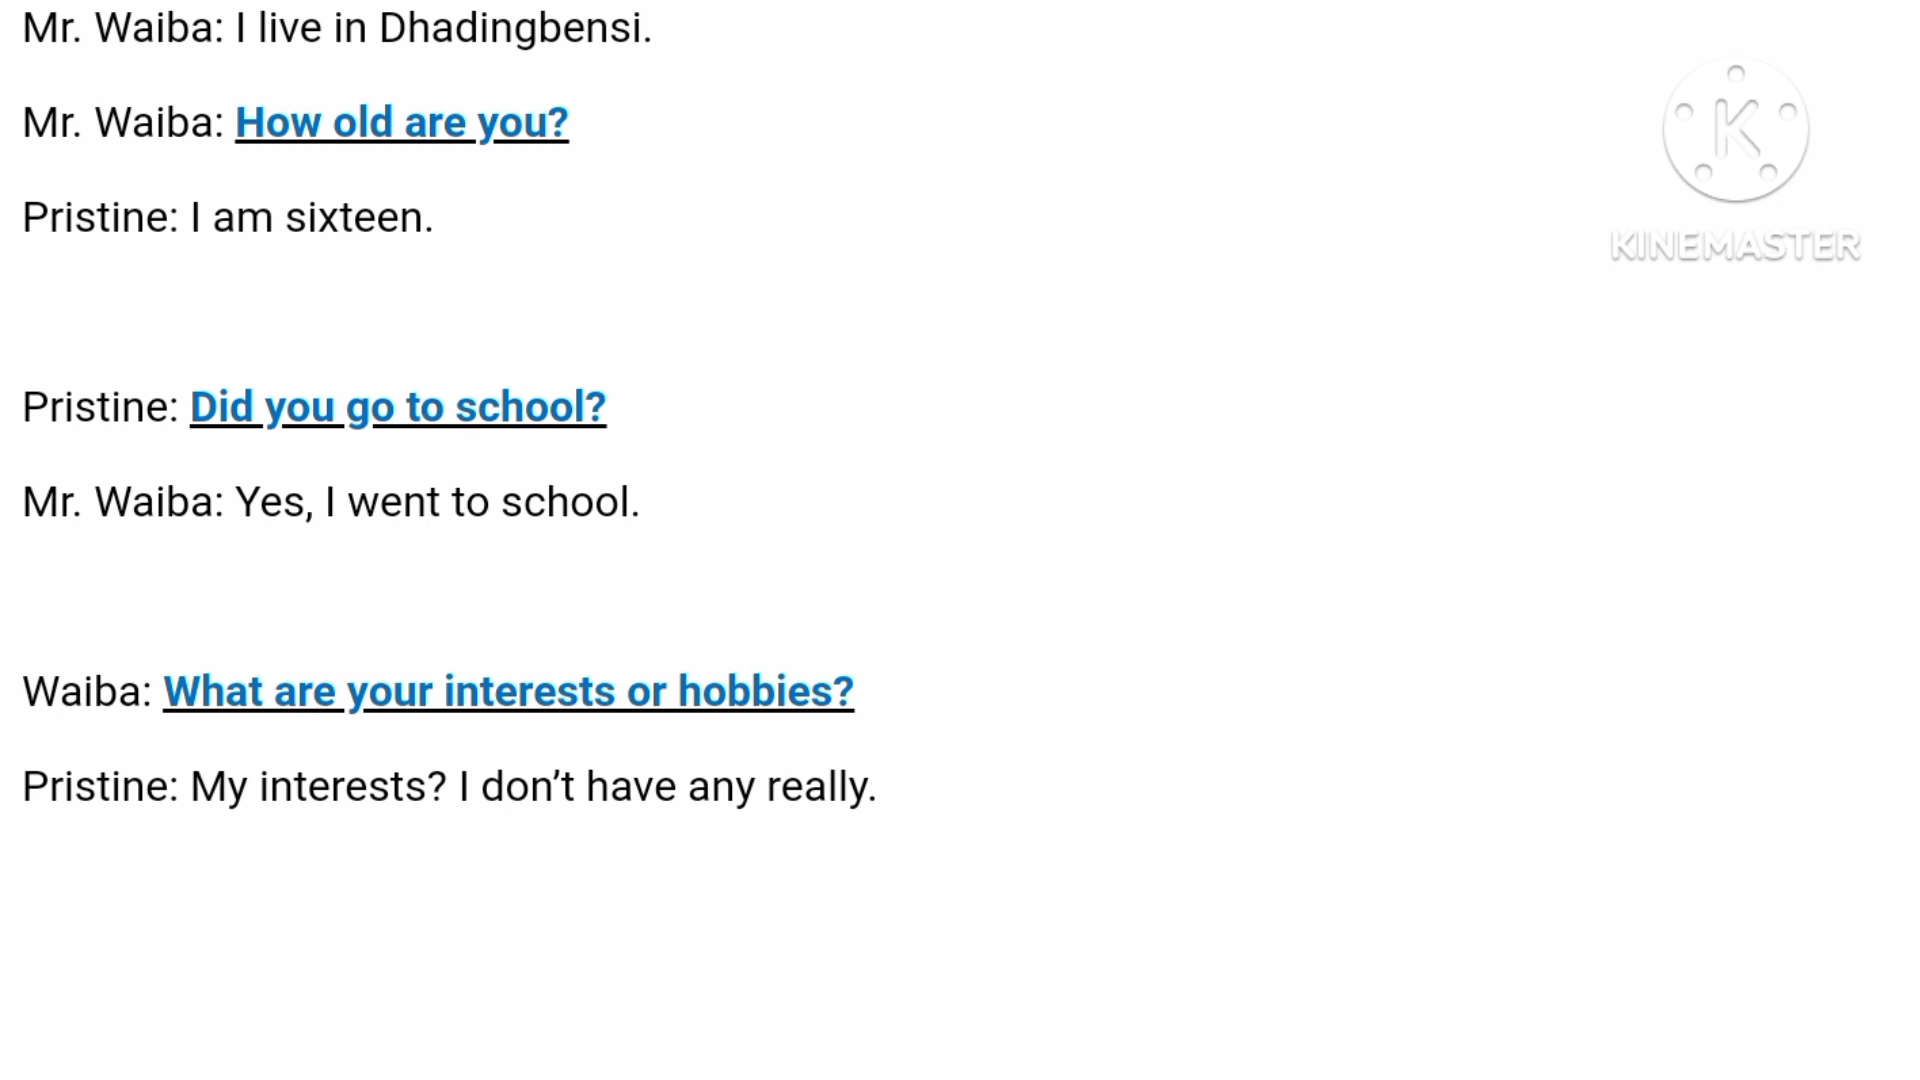 Mr. Waiba: I live in Dhadingbensi.
Mr. Waiba: How old are you?
Pristine: I am sixteen.
Pristine: Did you go to school?
Mr. Waiba: Yes, I went to school.
Waiba: What are your interests or hobbies?
Pristine: My interests? I don’t have any really.
K
KINEMASTER